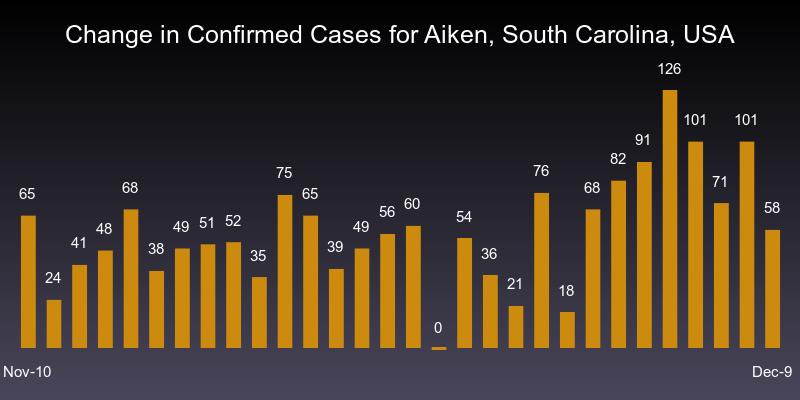 Change in Confirmed Cases for Aiken, South Carolina, USA
65 24 41 48 68 38 49 51 52 35 75 65 39 49 56 60 0 54 36 21 76 18 68 82 91 126 101 71 101 58
Nov-10 Dec-9